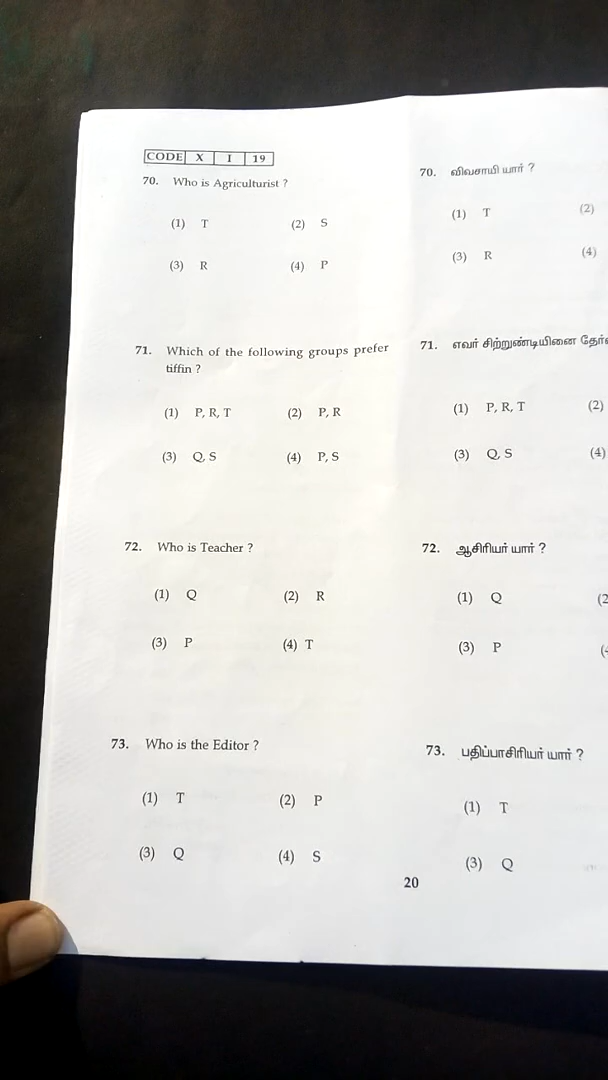 CODE X I 19
70. Who is Agriculturist ?
(1) T (2) S
(3) R (4) P
71. Which of the following groups prefer
tiffin ?
(1) P, R, T (2) P, R
(3) Q, S (4) P, S
72. Who is Teacher ?
(1) Q (2) R
(3) P (4) T
73. Who is the Editor ?
(1) T (2) P
(3) Q (4) S
70. விவசாயி யார் ?
(1) T (2)
(3) R (4)
71. எவர் சிற்றுண்டியினை
(1) P, R, T (2)
(3) Q, S (4)
72. ஆசிரியர் யார் ?
(1) Q (2
(3) P
73. பதிப்பாசிரியர் யார் ?
(1) T
(3) Q
20